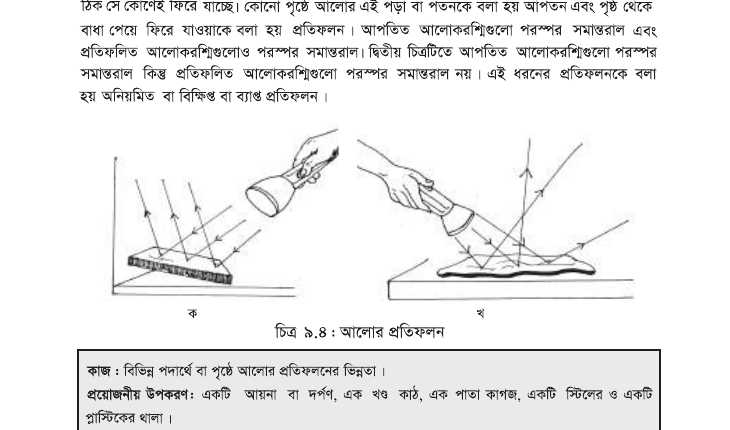 ঠিক সে কোণেই ফিরে যাচ্ছে। কোনো পৃষ্ঠে আলোর এই পড়া বা পতনকে বলা হয় আপতন এবং পৃষ্ঠ থেকে
বাধা পেয়ে ফিরে যাওয়াকে বলা হয় প্রতিফলন। আপতিত আলোকরশ্মিগুলো পরস্পর সমান্তরাল এবং
প্রতিফলিত আলোকরশ্মিগুলোও পরস্পর সমান্তরাল। দ্বিতীয় চিত্রটিতে আপতিত আলোকরশ্মিগুলো পরস্পর
সমান্তরাল কিন্তু প্রতিফলিত আলোকরশ্মিগুলো পরস্পর সমান্তরাল নয়। এই ধরনের প্রতিফলনকে বলা
হয় অনিয়মিত বা বিক্ষিপ্ত বা ব্যাপ্ত প্রতিফলন।
ক
খ
চিত্র ৯.৪ : আলোর প্রতিফলন
কাজ : বিভিন্ন পদার্থে বা পৃষ্ঠে আলোর প্রতিফলনের ভিন্নতা।
প্রয়োজনীয় উপকরণ: একটি আয়না বা দর্পণ, এক খণ্ড কাঠ, এক পাতা কাগজ, একটি স্টিলের ও একটি
প্লাস্টিকের থালা।